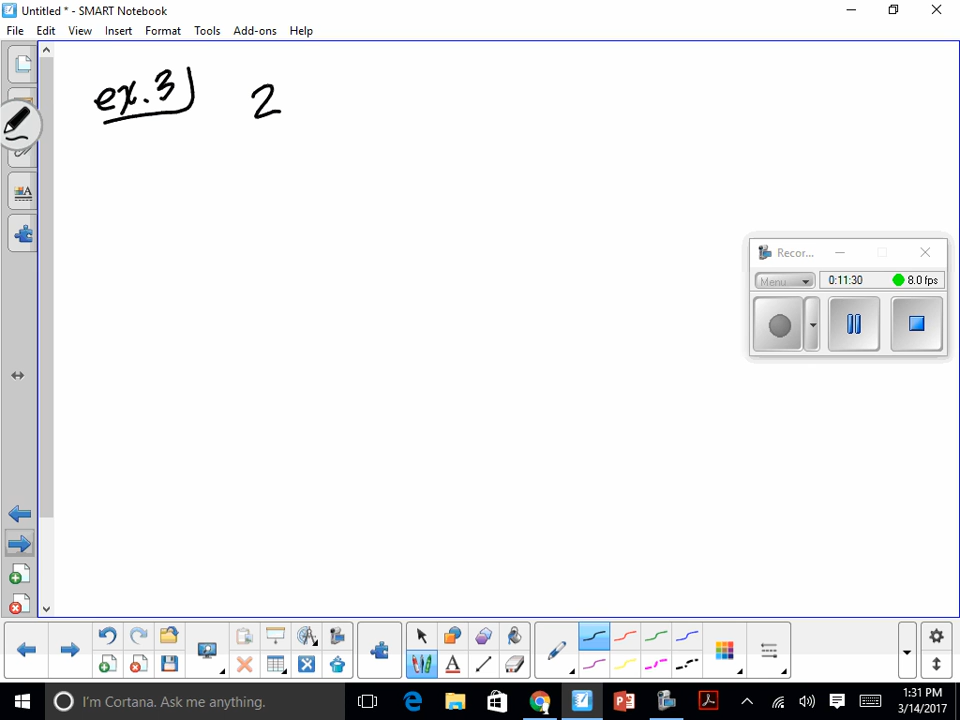 Untitled * - SMART Notebook
File Edit View Insert Format Tools Add-ons Help
ex.3) 2
Recor...
Menu 0:11:30 8.0 fps
I'm Cortana. Ask me anything.
1:31 PM
3/14/2017